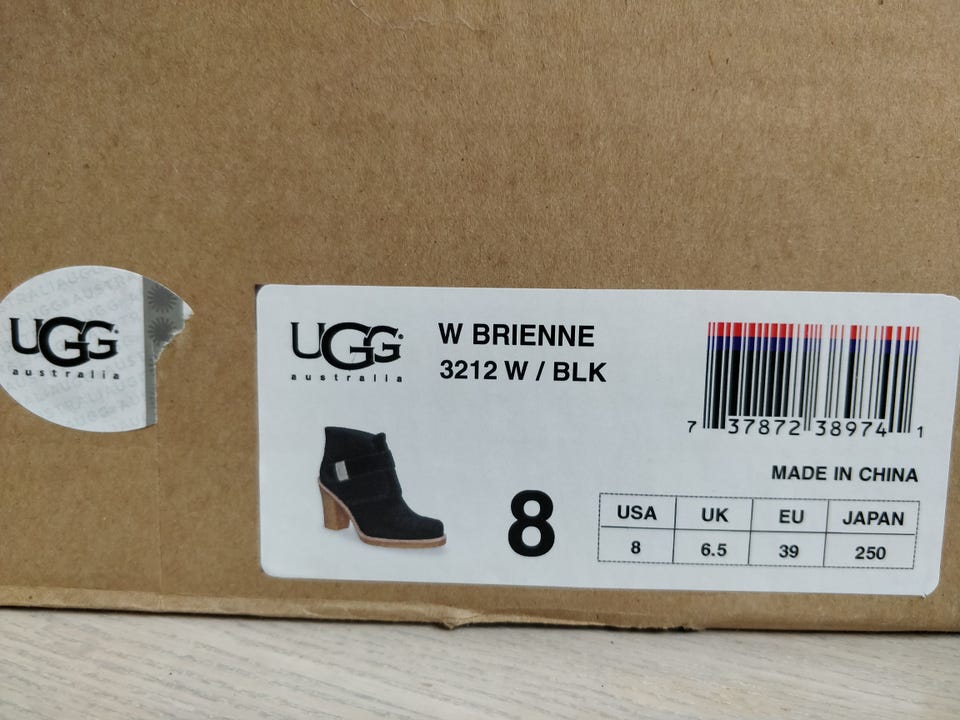 UGG
australia
UGG
australia
W BRIENNE
3212 W / BLK
7 37872 38974 1
MADE IN CHINA
8
USA UK EU JAPAN
8 6.5 39 250